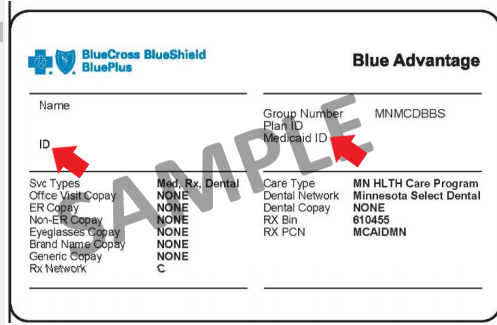 BlueCross BlueShield
BluePlus
Blue Advantage
Name
ID
Group Number MNMCDBBS
Plan ID
Medicaid ID
SAMPLE
Svc Types Med, Rx, Dental
Office Visit Copay NONE
ER Copay NONE
Non-ER Copay NONE
Eyeglasses Copay NONE
Brand Name Copay NONE
Generic Copay NONE
Rx Network C
Care Type MN HLTH Care Program
Dental Network Minnesota Select Dental
Dental Copay NONE
RX Bin 610455
RX PCN MCAIDMN